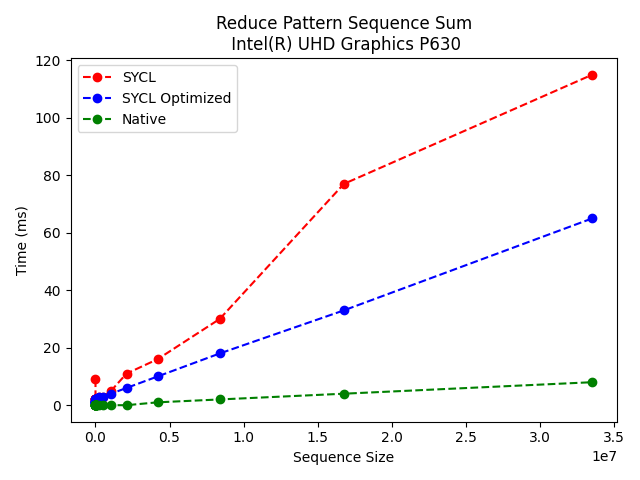 Reduce Pattern Sequence Sum
Intel(R) UHD Graphics P630
SYCL
SYCL Optimized
Native
Time (ms)
120
100
80
60
40
20
0
0.0 0.5 1.0 1.5 2.0 2.5 3.0 3.5
1e7
Sequence Size